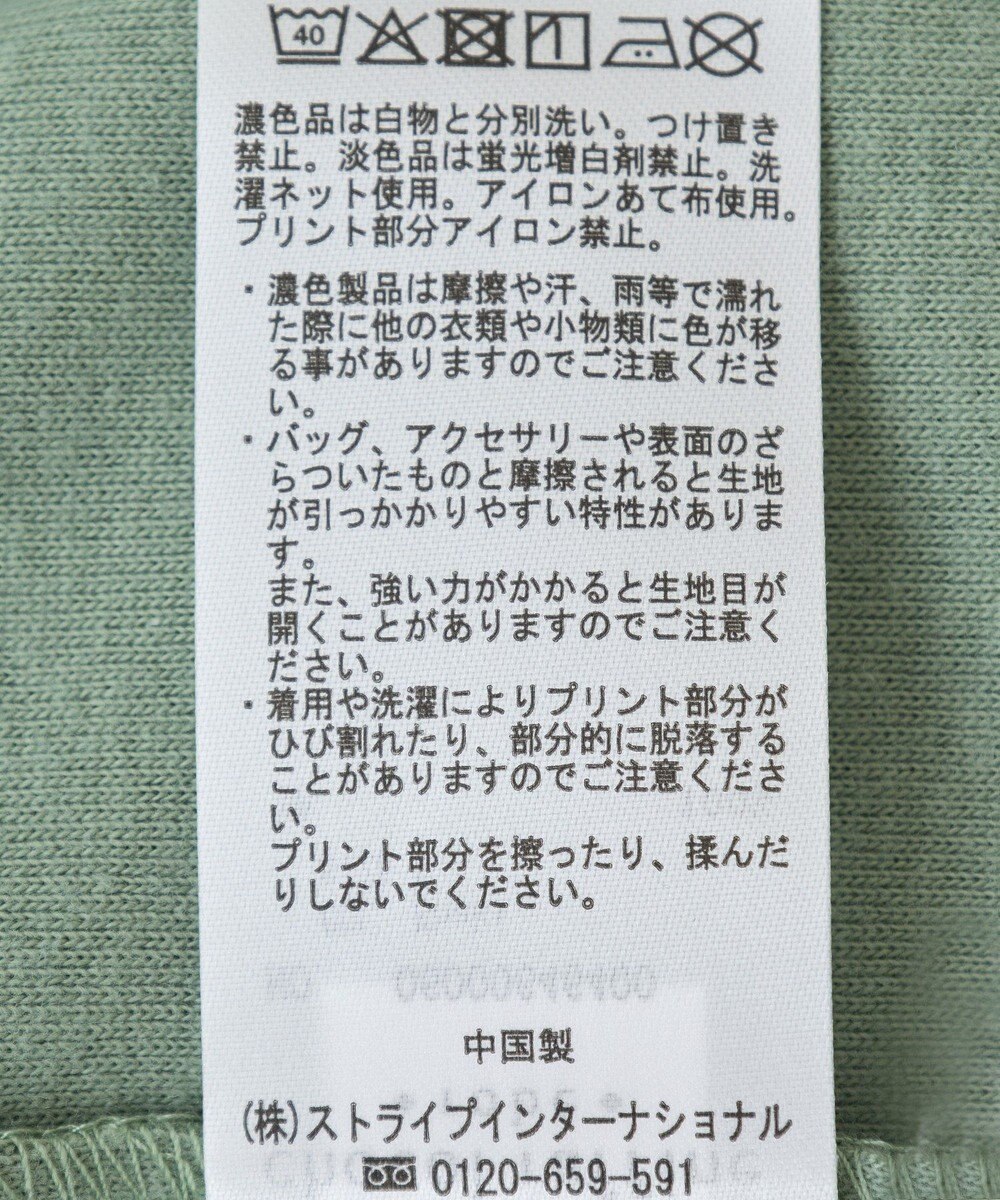 40
濃色品は白物と分別洗い。つけ置き
禁止。淡色品は蛍光増白剤禁止。洗
濯ネット使用。アイロンあて布使用。
プリント部分アイロン禁止。
・濃色製品は摩擦や汗、雨等で濡れ
た際に他の衣類や小物類に色が移
る事がありますのでご注意くださ
い。
・バッグ、アクセサリーや表面のざ
らついたものと摩擦されると生地
が引っかかりやすい特性がありま
す。
また、強い力がかかると生地目が
開くことがありますのでご注意く
ださい。
・着用や洗濯によりプリント部分が
ひび割れたり、部分的に脱落する
ことがありますのでご注意くださ
い。
プリント部分を擦ったり、揉んだ
りしないでください。
中国製
(株)ストライプインターナショナル
0120-659-591